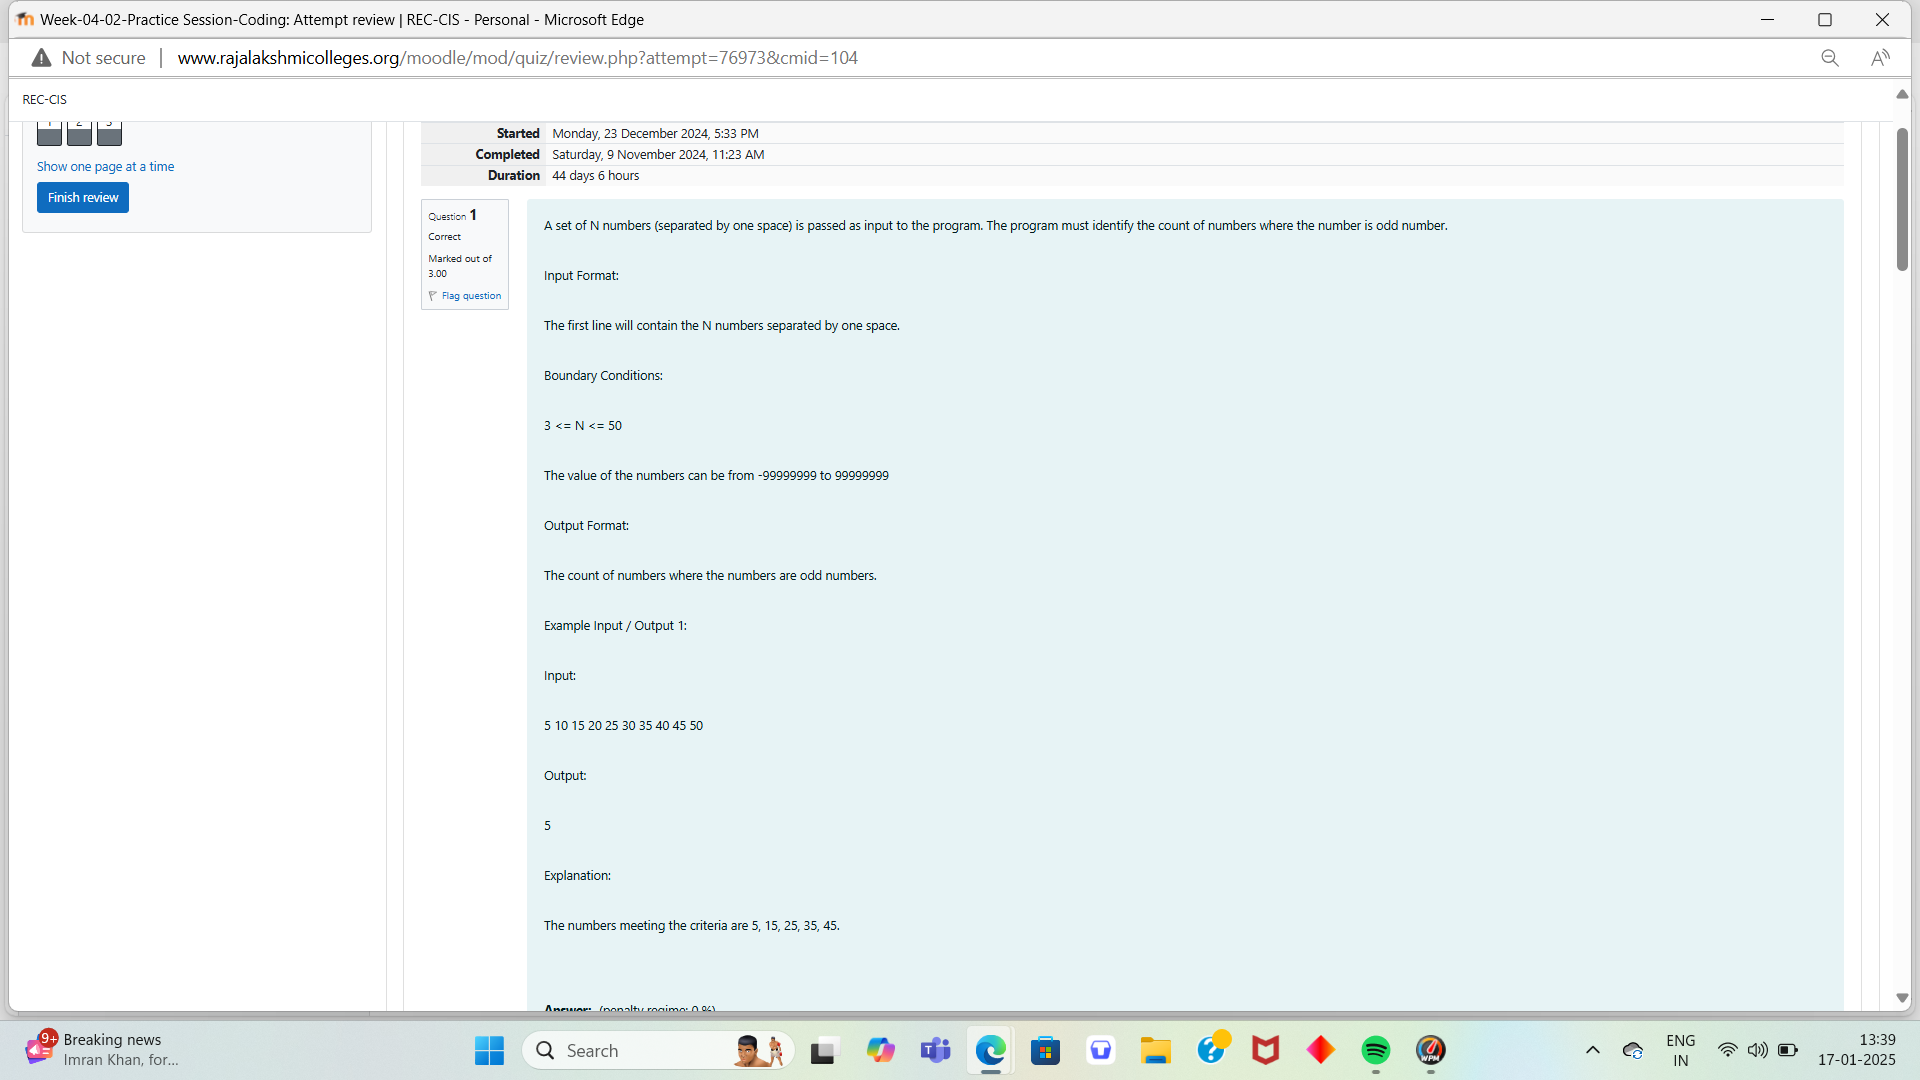 Week-04-02-Practice Session-Coding: Attempt review | REC-CIS - Personal - Microsoft Edge
Not secure | www.rajalakshmicolleges.org/moodle/mod/quiz/review.php?attempt=76973&cmid=104
REC-CIS
Show one page at a time
Finish review
Started Monday, 23 December 2024, 5:33 PM
Completed Saturday, 9 November 2024, 11:23 AM
Duration 44 days 6 hours
Question 1
Correct
Marked out of
3.00
Flag question
A set of N numbers (separated by one space) is passed as input to the program. The program must identify the count of numbers where the number is odd number.
Input Format:
The first line will contain the N numbers separated by one space.
Boundary Conditions:
3 <= N <= 50
The value of the numbers can be from -99999999 to 99999999
Output Format:
The count of numbers where the numbers are odd numbers.
Example Input / Output 1:
Input:
5 10 15 20 25 30 35 40 45 50
Output:
5
Explanation:
The numbers meeting the criteria are 5, 15, 25, 35, 45.
Answer: (penalty regime: 0 %)
9+
Breaking news
Imran Khan, for...
Search
WPM
ENG
IN
13:39
17-01-2025